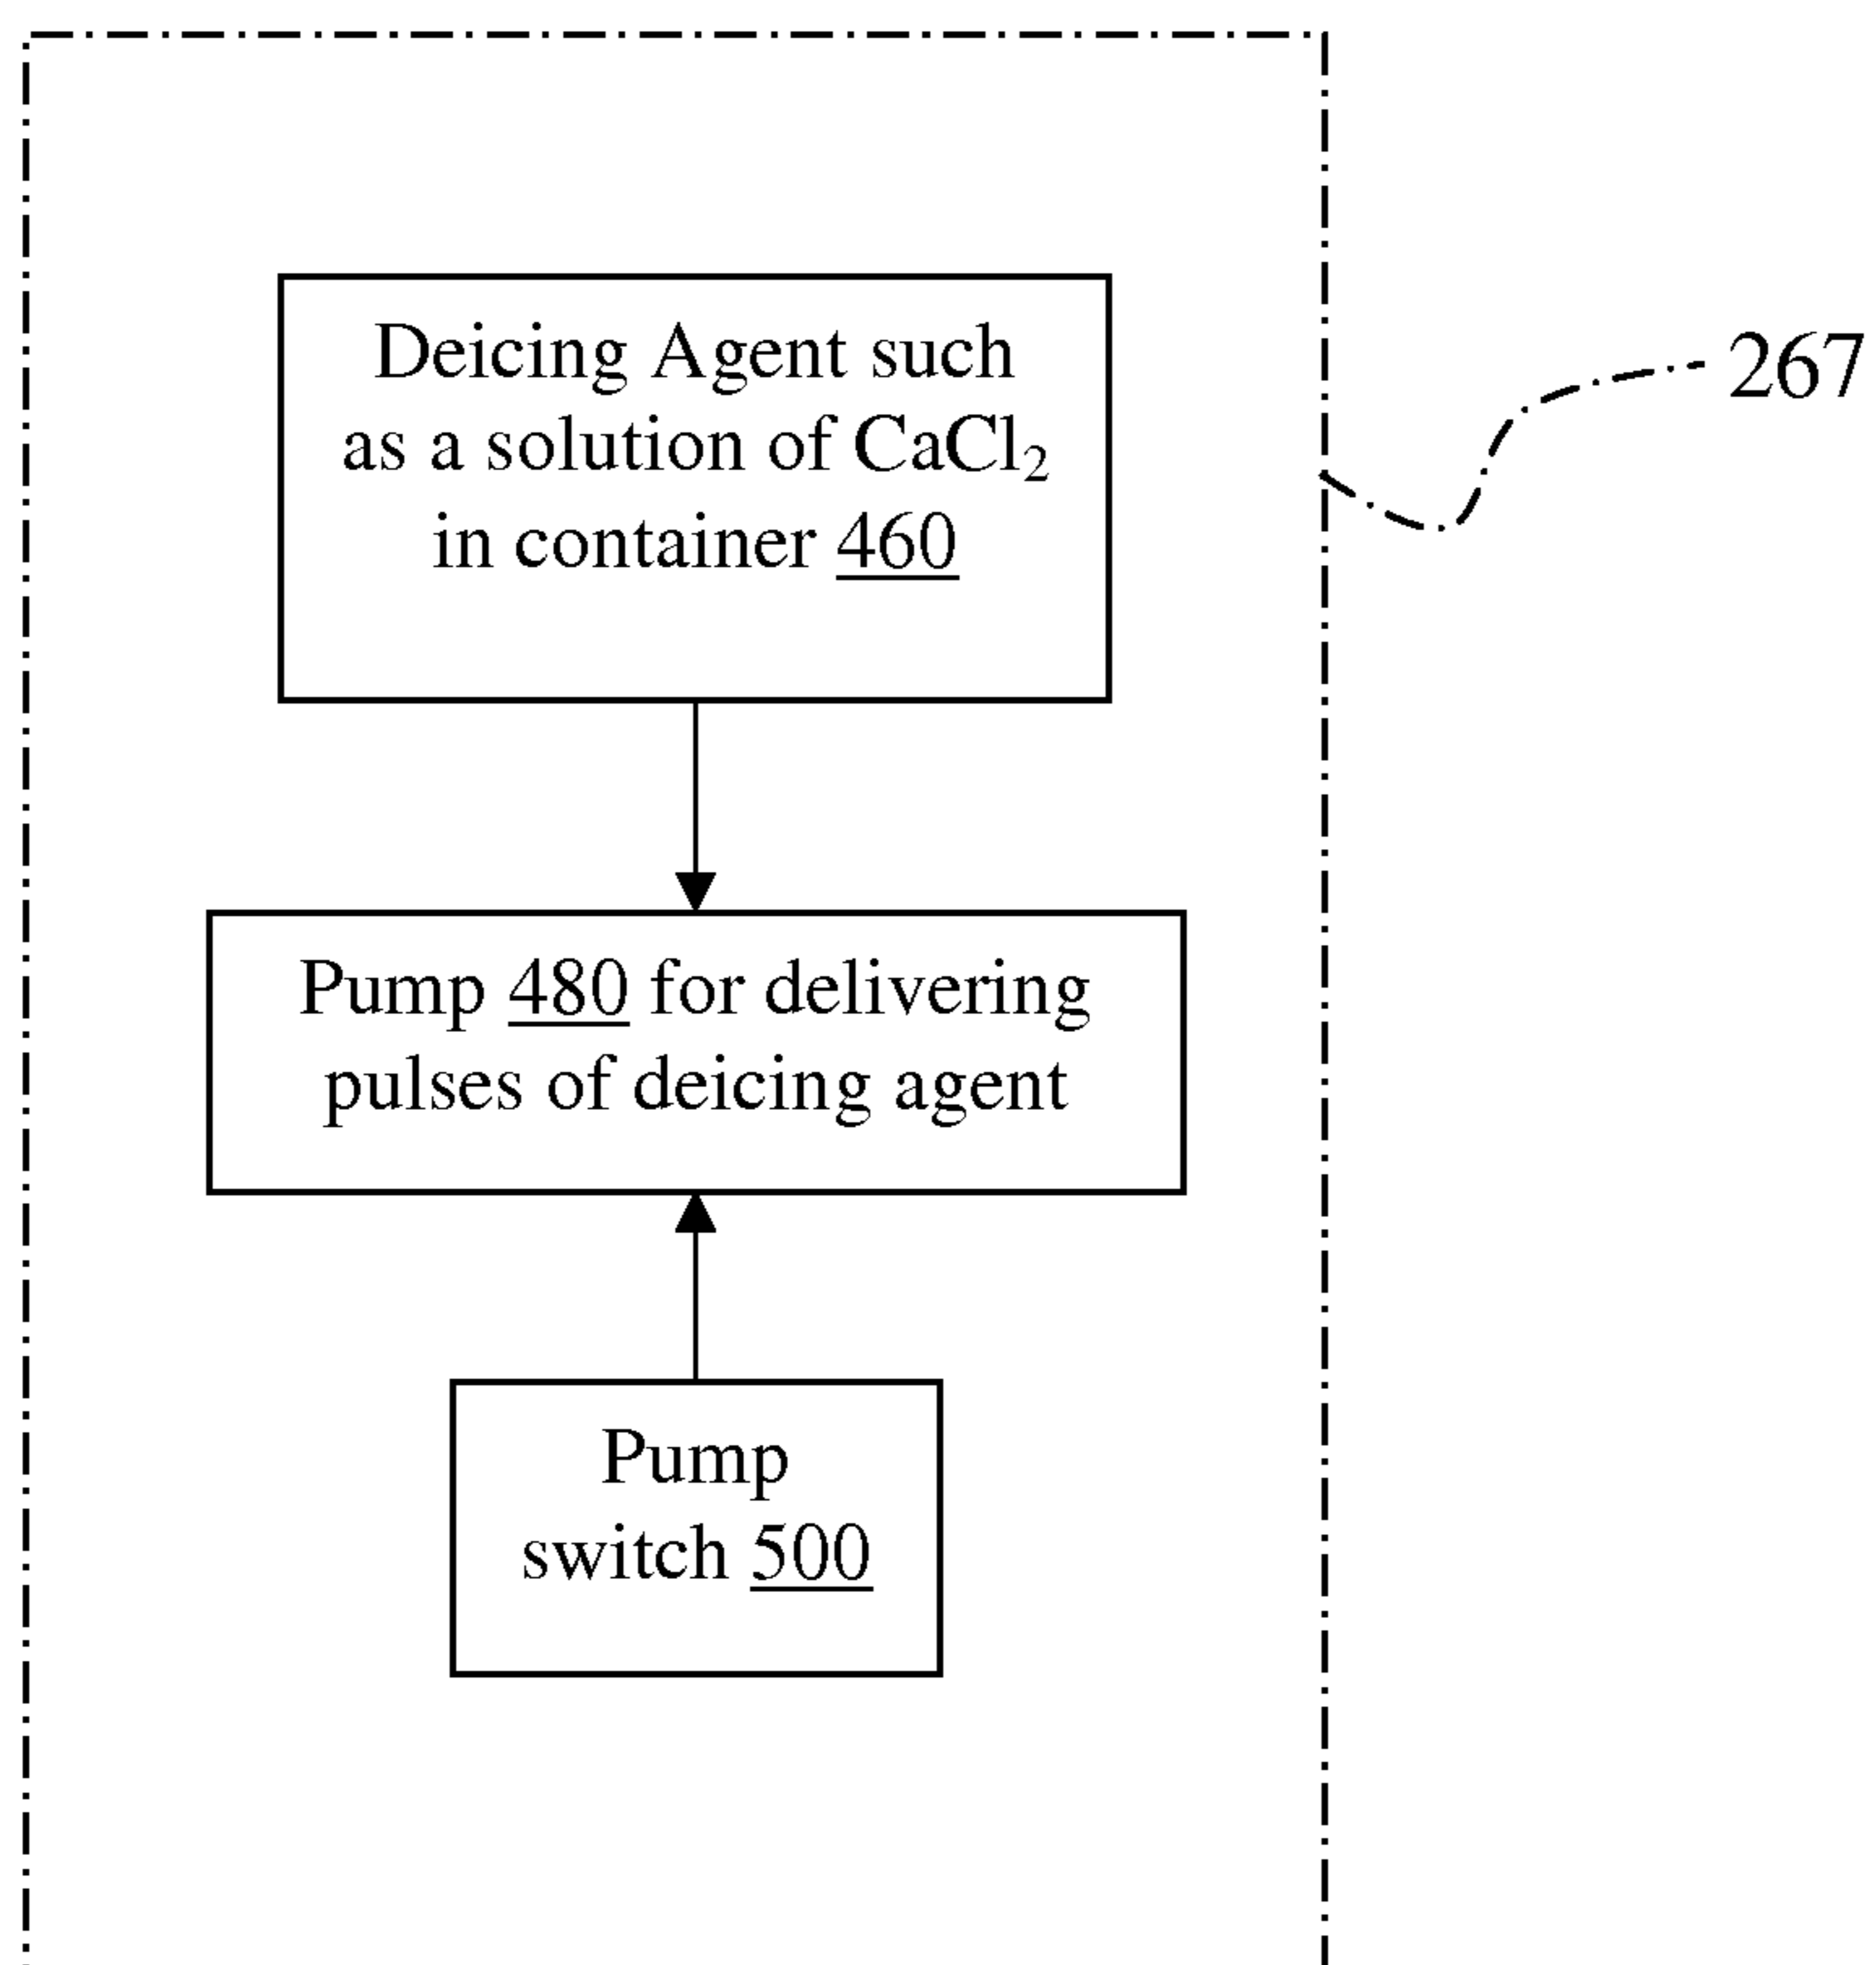 Deicing Agent such
as a solution of CaCl₂
in container 460
267
Pump 480 for delivering
pulses of deicing agent
Pump
switch 500